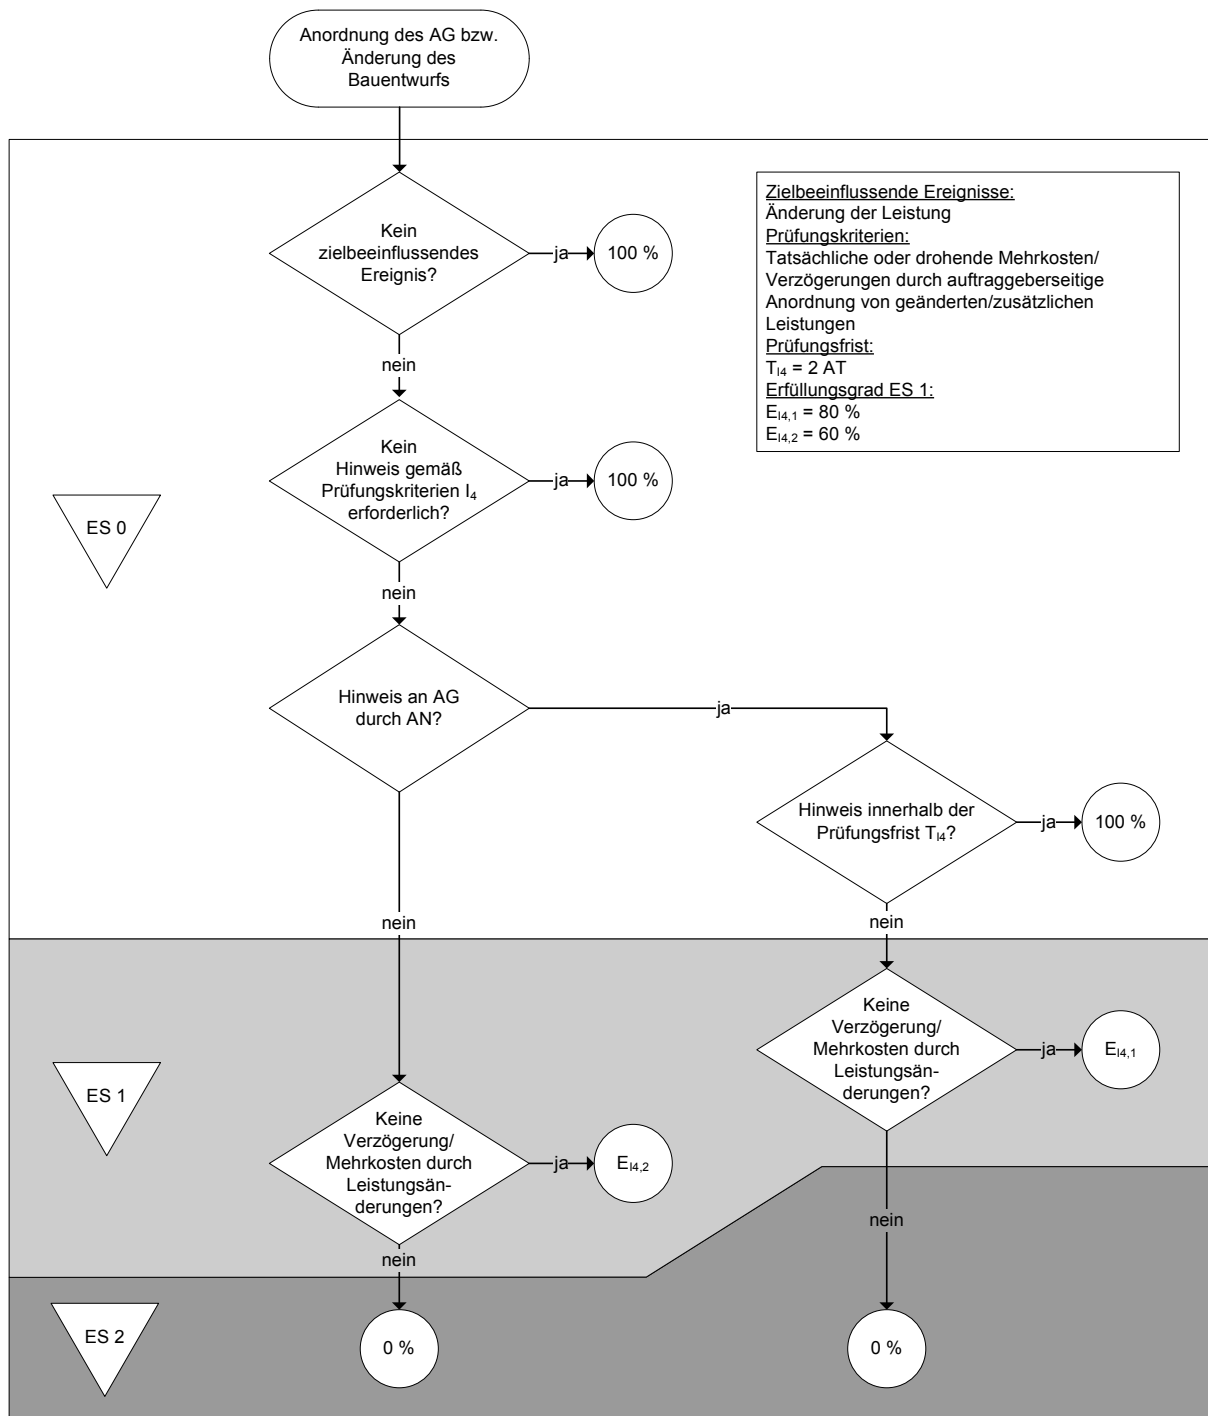 Anordnung des AG bzw.
Änderung des
Bauentwurfs
Zielbeeinflussende Ereignisse:
Änderung der Leistung
Prüfungskriterien:
Tatsächliche oder drohende Mehrkosten/
Verzögerungen durch auftraggeberseitige
Anordnung von geänderten/zusätzlichen
Leistungen
Prüfungsfrist:
TI4 = 2 AT
Erfüllungsgrad ES 1:
EI4,1 = 80 %
EI4,2 = 60 %
Kein
zielbeeinflussendes
Ereignis?
ja
100 %
nein
Kein
Hinweis gemäß
Prüfungskriterien I4
erforderlich?
ja
100 %
ES 0
nein
Hinweis an AG
durch AN?
ja
Hinweis innerhalb der
Prüfungsfrist TI4?
ja
100 %
nein
nein
Keine
Verzögerung/
Mehrkosten durch
Leistungsän-
derungen?
ja
EI4,1
ES 1
Keine
Verzögerung/
Mehrkosten durch
Leistungsän-
derungen?
ja
EI4,2
nein
nein
ES 2
0 %
0 %